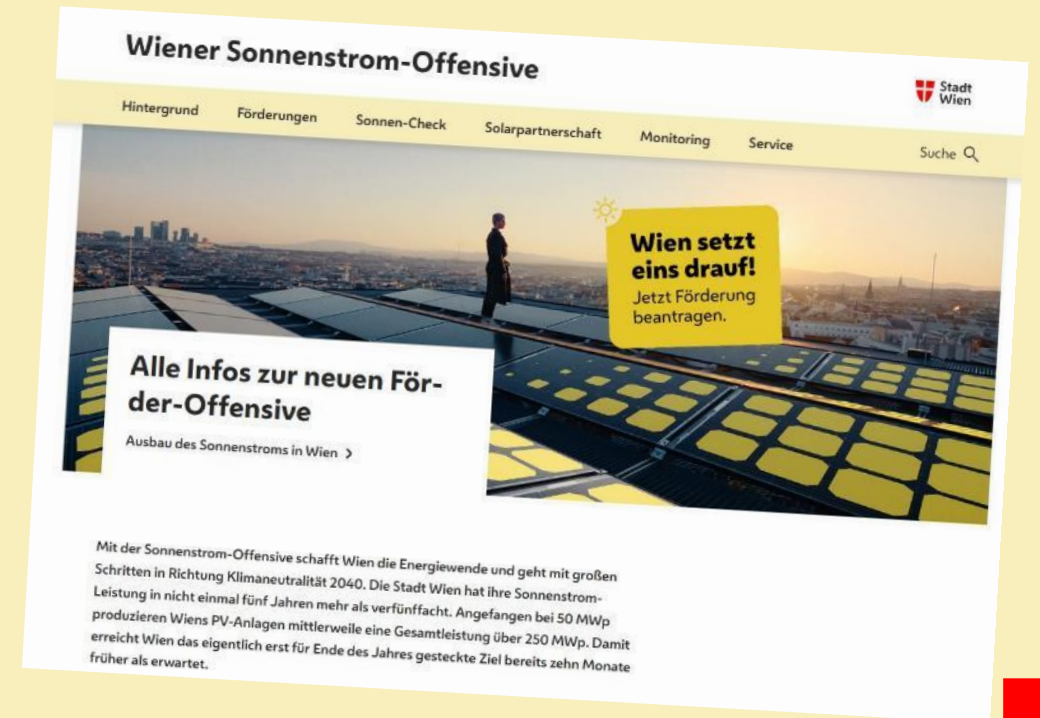 Wiener Sonnenstrom-Offensive
Stadt
Wien
Hintergrund Förderungen Sonnen-Check Solarpartnerschaft Monitoring Service Suche
Wien setzt
eins drauf!
Jetzt Förderung
beantragen.
Alle Infos zur neuen För-
der-Offensive
Ausbau des Sonnenstroms in Wien
Mit der Sonnenstrom-Offensive schafft Wien die Energiewende und geht mit großen
Schritten in Richtung Klimaneutralität 2040. Die Stadt Wien hat ihre Sonnenstrom-
Leistung in nicht einmal fünf Jahren mehr als verfünffacht. Angefangen bei 50 MWp
produzieren Wiens PV-Anlagen mittlerweile eine Gesamtleistung über 250 MWp. Damit
erreicht Wien das eigentlich erst für Ende des Jahres gesteckte Ziel bereits zehn Monate
früher als erwartet.